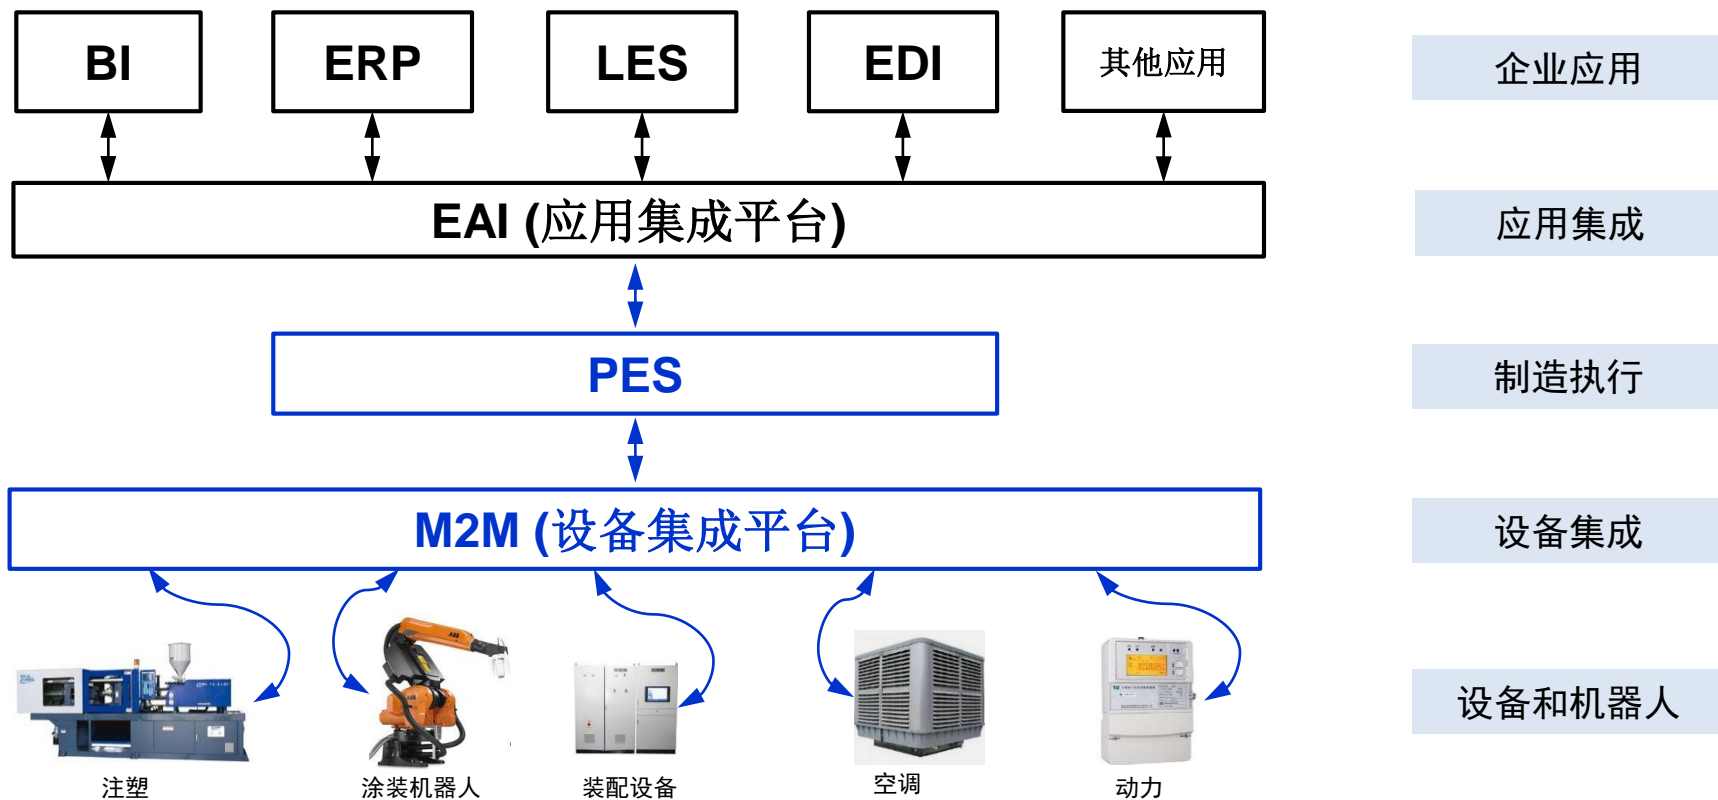 BI
ERP
LES
EDI
其他应用
企业应用
EAI (应用集成平台)
应用集成
PES
制造执行
M2M (设备集成平台)
设备集成
ABB
ABB
设备和机器人
注塑
涂装机器人
装配设备
空调
动力